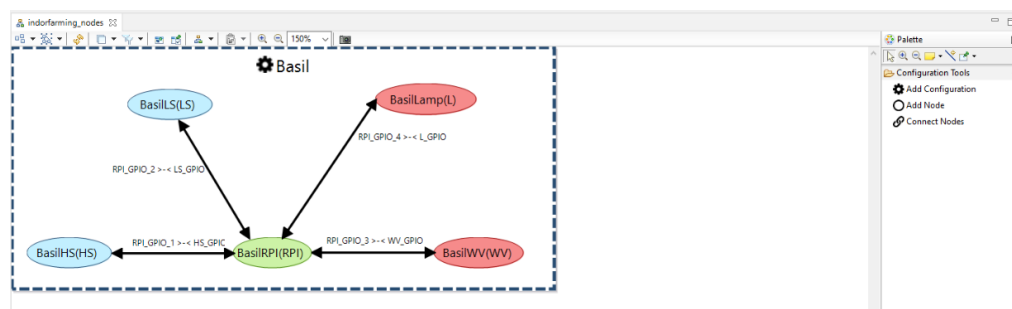 indorfarming_nodes
150%
Palette
Basil
Configuration Tools
Add Configuration
Add Node
Connect Nodes
BasilLS(LS)
BasilLamp(L)
RPI_GPIO_4 >-< L_GPIO
RPI_GPIO_2 >-< LS_GPIO
RPI_GPIO_1 >-< HS_GPIC
RPI_GPIO_3 >-< WV_GPIO
BasilHS(HS)
BasilRPI(RPI)
BasilWV(WV)